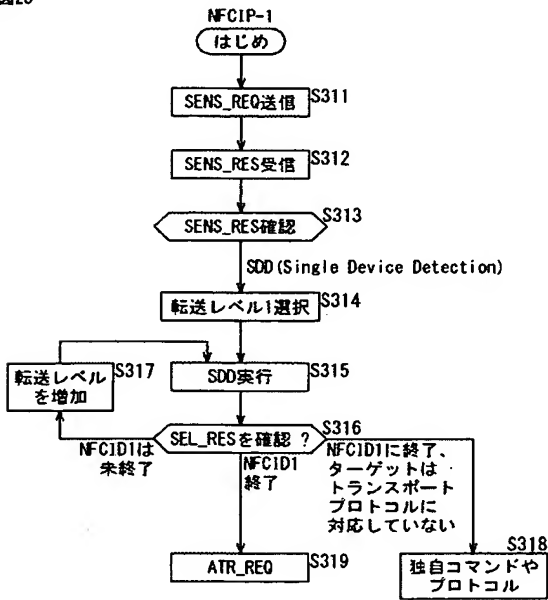 NFCIP-1
はじめ
SENS_REQ送信
S311
SENS_RES受信
S312
SENS_RES確認
S313
SDD(Single Device Detection)
転送レベル1選択
S314
転送レベル
を増加
S317
SDD実行
S315
SEL_RESを確認 ?
S316
NFCID1は
未終了
NFCID1
終了
NFCID1に終了、
ターゲットは
トランスポート
プロトコルに
対応していない
ATR_REQ
S319
S318
独自コマンドや
プロトコル